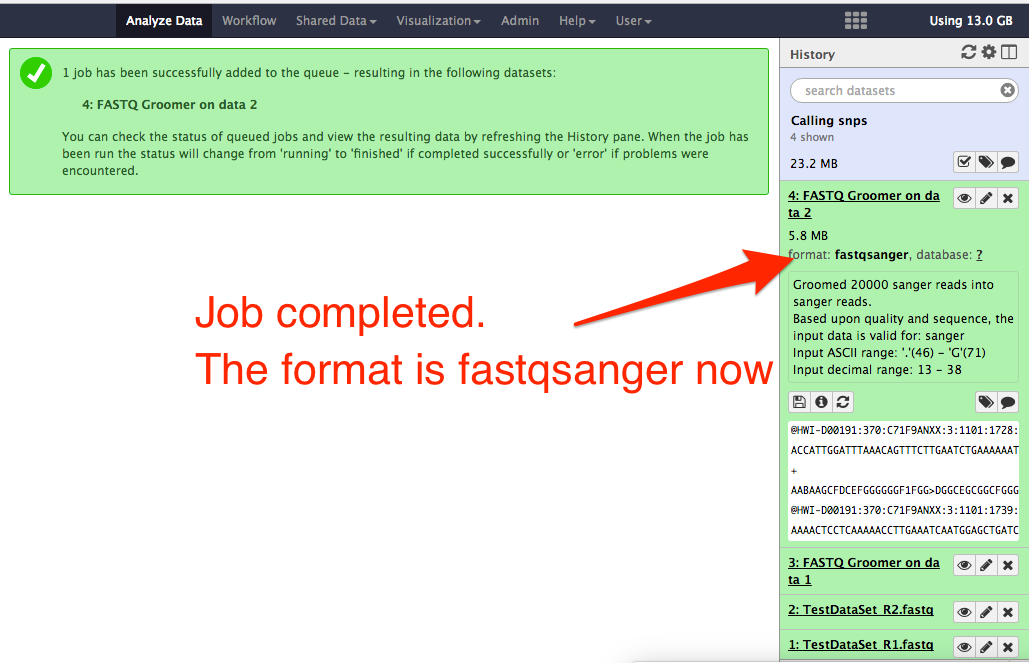 Analyze Data Workflow Shared Data Visualization Admin Help User Using 13.0 GB
1 job has been successfully added to the queue – resulting in the following datasets:
4: FASTQ Groomer on data 2
You can check the status of queued jobs and view the resulting data by refreshing the History pane. When the job has
been run the status will change from 'running' to 'finished' if completed successfully or 'error' if problems were
encountered.
Job completed.
The format is fastqsanger now
History
search datasets
Calling snps
4 shown
23.2 MB
4: FASTQ Groomer on da
ta 2
5.8 MB
format: fastqsanger, database: ?
Groomed 20000 sanger reads into
sanger reads.
Based upon quality and sequence, the
input data is valid for: sanger
Input ASCII range: '.'(46) – 'G'(71)
Input decimal range: 13 – 38
@HWI-D00191:370:C71F9ANXX:3:1101:1728:
ACCATTGGATTTAAACAGTTTCTTGAATCTGAAAAAAT
+
AABAAGCFDCEFGGGGGGF1FGG>DGGCEGCGGCFGGG
@HWI-D00191:370:C71F9ANXX:3:1101:1739:
AAAACTCCTCAAAAACCTTGAAATCAATGGAGCTGATC
3: FASTQ Groomer on da
ta 1
2: TestDataSet_R2.fastq
1: TestDataSet_R1.fastq